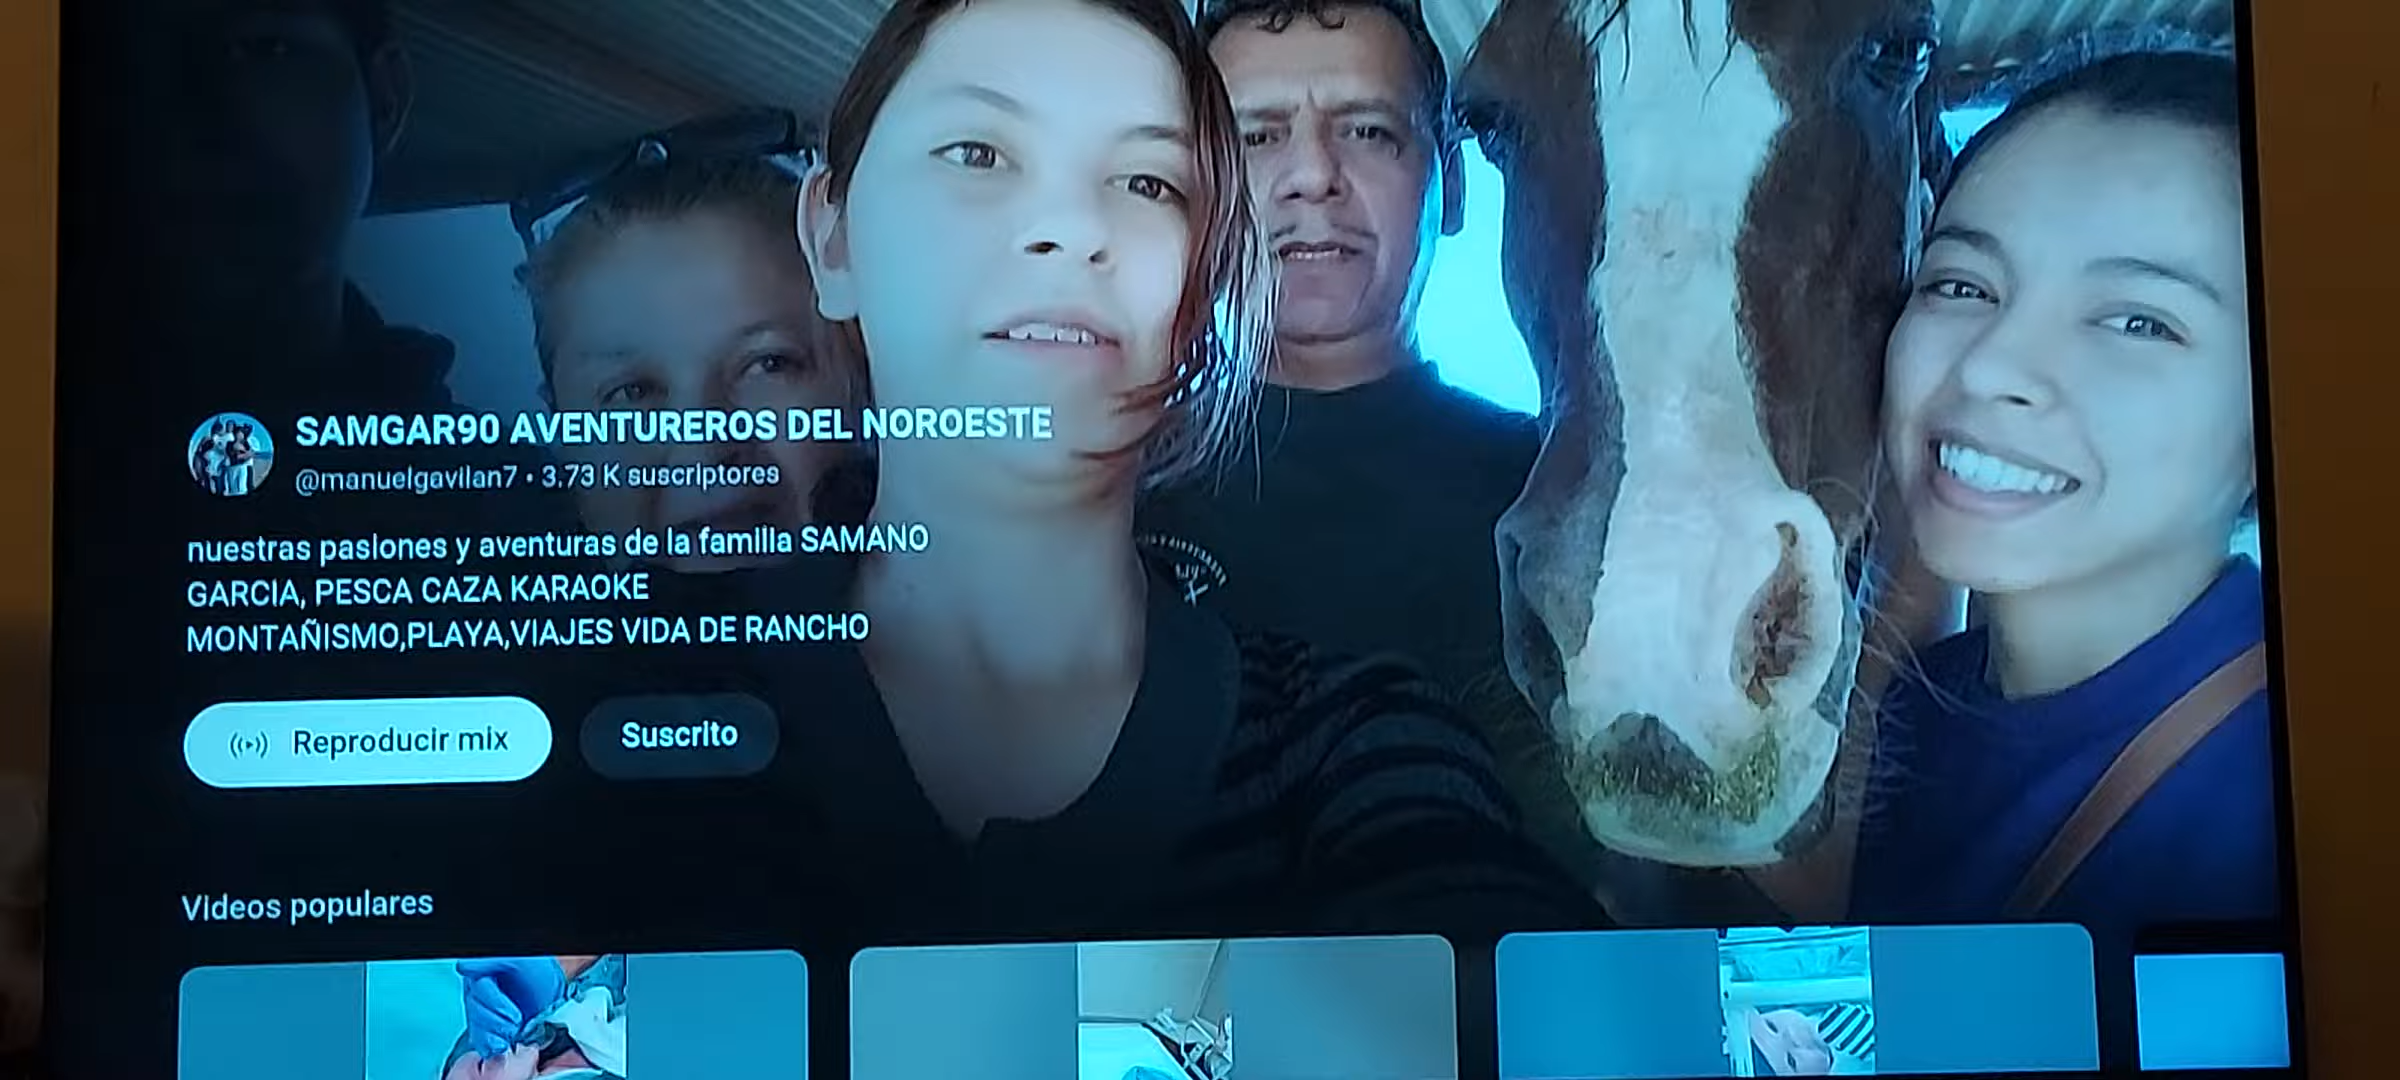 SAMGAR90 AVENTUREROS DEL NOROESTE
@manuelgavilan7 • 3.73 K suscriptores
nuestras pasiones y aventuras de la familia SAMANO
GARCIA, PESCA CAZA KARAOKE
MONTAÑISMO,PLAYA,VIAJES VIDA DE RANCHO
Reproducir mix
Suscrito
Videos populares